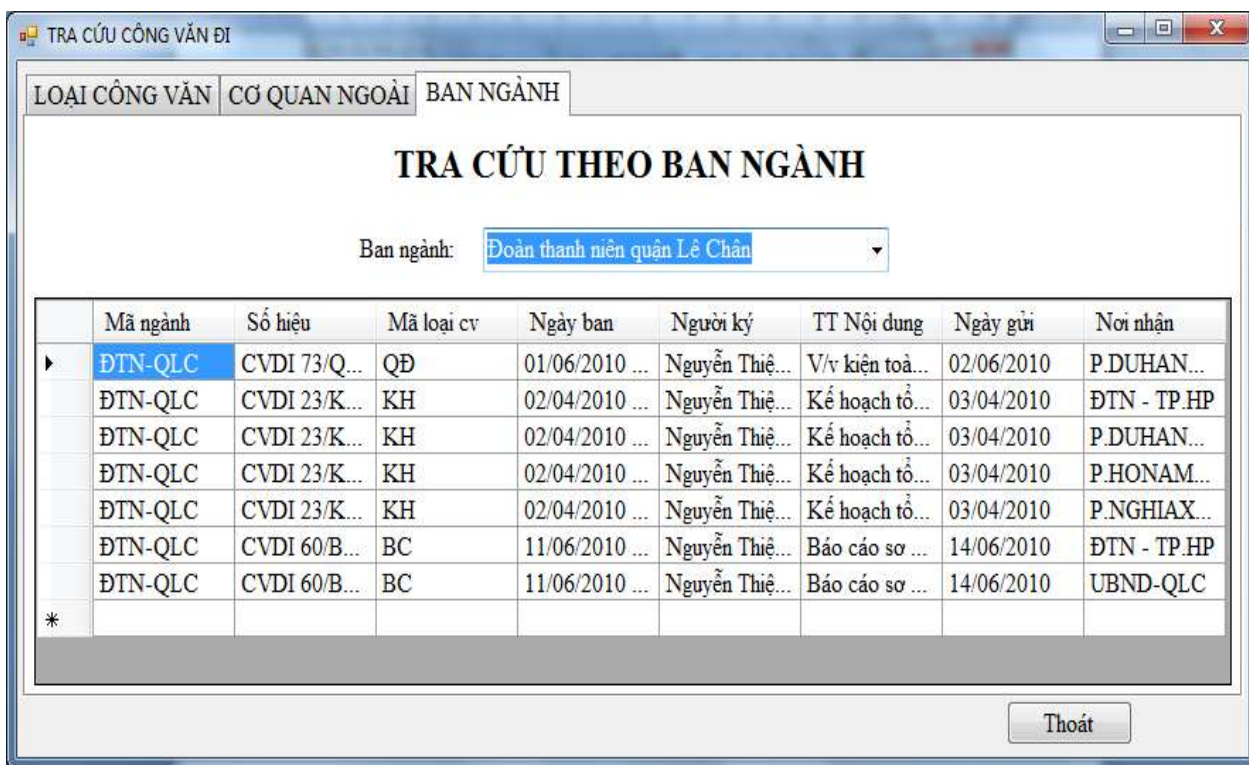 TRA CỨU CÔNG VĂN ĐI
LOẠI CÔNG VĂN CƠ QUAN NGOÀI BAN NGÀNH
TRA CỨU THEO BAN NGÀNH
Ban ngành: Đoàn thanh niên quận Lê Chân
Mã ngành Số hiệu Mã loại cv Ngày ban Người ký TT Nội dung Ngày gửi Nơi nhận
ĐTN-QLC CVDI 73/Q... QĐ 01/06/2010 ... Nguyễn Thiệ... V/v kiện toà... 02/06/2010 P.DUHAN...
ĐTN-QLC CVDI 23/K... KH 02/04/2010 ... Nguyễn Thiệ... Kế hoạch tổ... 03/04/2010 ĐTN - TP.HP
ĐTN-QLC CVDI 23/K... KH 02/04/2010 ... Nguyễn Thiệ... Kế hoạch tổ... 03/04/2010 P.DUHAN...
ĐTN-QLC CVDI 23/K... KH 02/04/2010 ... Nguyễn Thiệ... Kế hoạch tổ... 03/04/2010 P.HONAM...
ĐTN-QLC CVDI 23/K... KH 02/04/2010 ... Nguyễn Thiệ... Kế hoạch tổ... 03/04/2010 P.NGHIAX...
ĐTN-QLC CVDI 60/B... BC 11/06/2010 ... Nguyễn Thiệ... Báo cáo sơ ... 14/06/2010 ĐTN - TP.HP
ĐTN-QLC CVDI 60/B... BC 11/06/2010 ... Nguyễn Thiệ... Báo cáo sơ ... 14/06/2010 UBND-QLC
Thoát